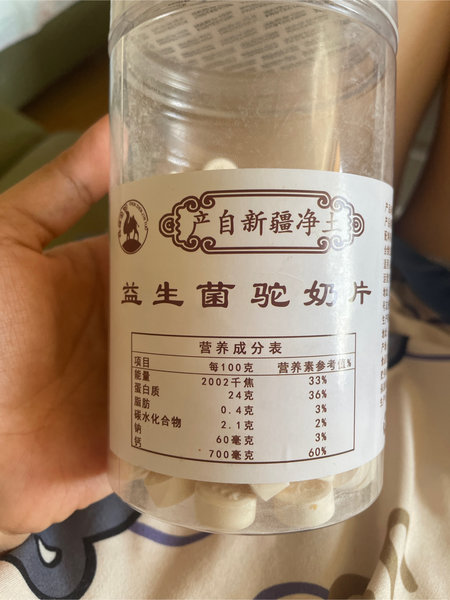 产自新疆净土
益生菌驼奶片
营养成分表
项目 每100克 营养素参考值%
能量 2002千焦 33%
蛋白质 24克 36%
脂肪 0.4克 3%
碳水化合物 2.1克 2%
钠 60毫克 3%
钙 700毫克 60%